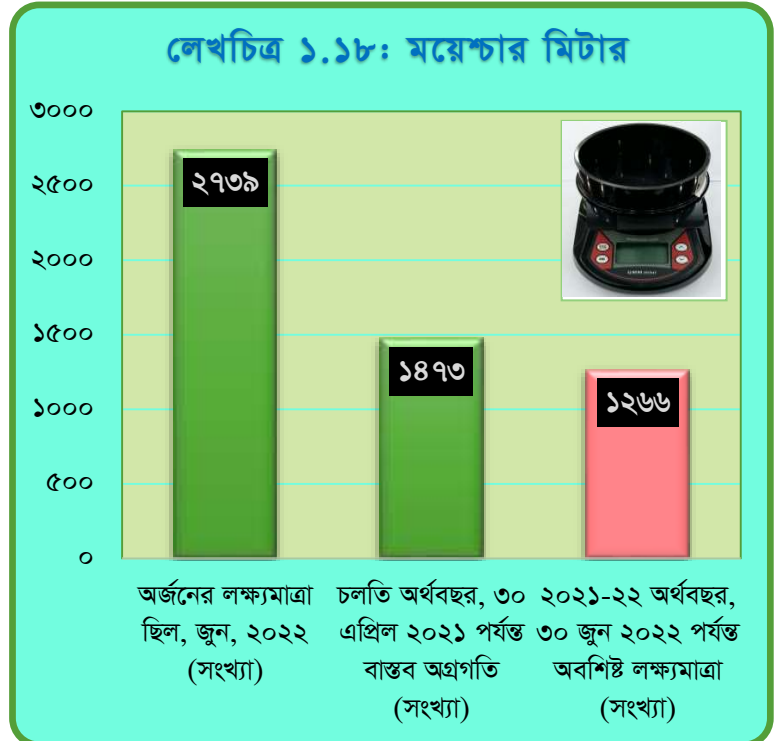 লেখচিত্র ১.১৮: ময়েশ্চার মিটার
৩০০০
২৫০০
২০০০
১৫০০
১০০০
৫০০
০
২৭৩৯
১৪৭৩
১২৬৬
অর্জনের লক্ষ্যমাত্রা
ছিল, জুন, ২০২২
(সংখ্যা)
চলতি অর্থবছর, ৩০
এপ্রিল ২০২১ পর্যন্ত
বাস্তব অগ্রগতি
(সংখ্যা)
২০২১-২২ অর্থবছর,
৩০ জুন ২০২২ পর্যন্ত
অবশিষ্ট লক্ষ্যমাত্রা
(সংখ্যা)